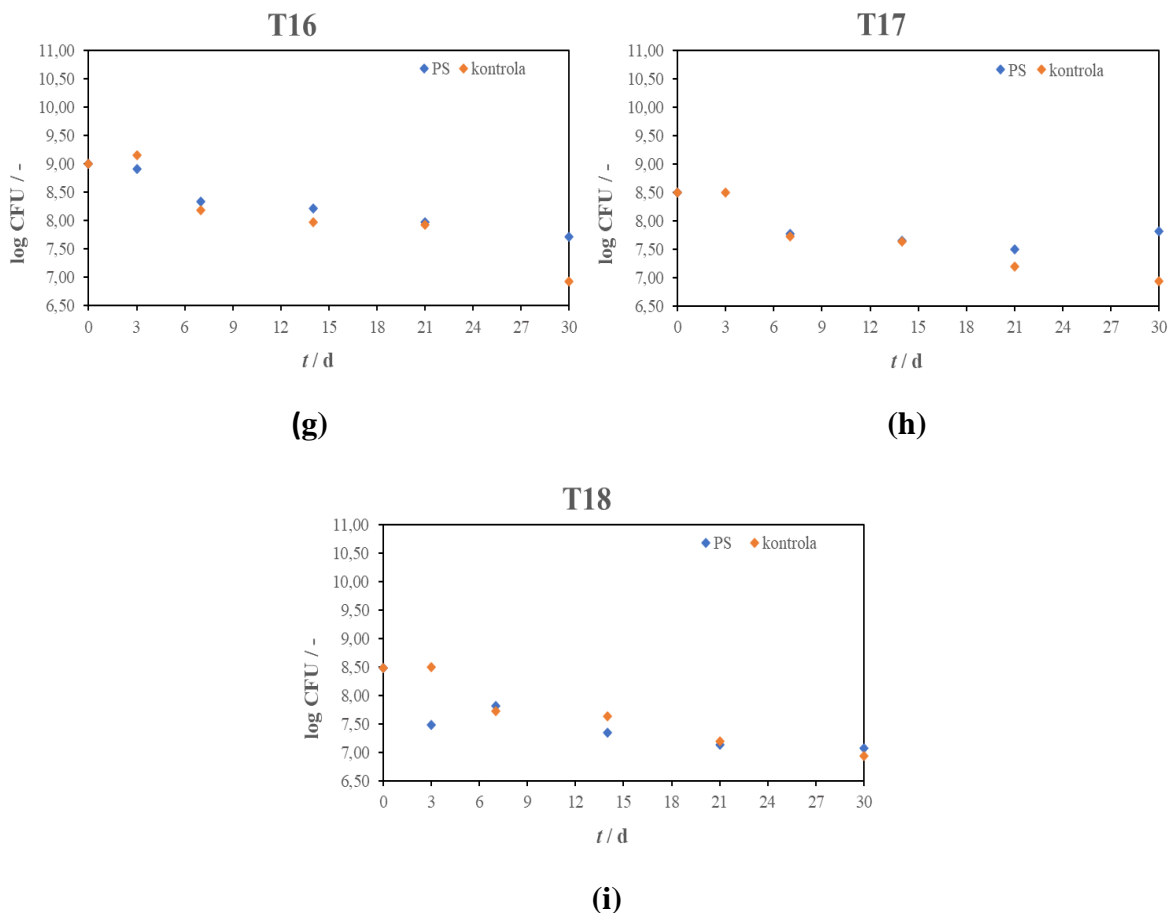 T16
11,00
10,50
10,00
9,50
9,00
8,50
8,00
7,50
7,00
6,50
log CFU / -
PS kontrola
0 3 6 9 12 15 18 21 24 27 30
t / d
(g)
T17
11,00
10,50
10,00
9,50
9,00
8,50
8,00
7,50
7,00
6,50
log CFU / -
PS kontrola
0 3 6 9 12 15 18 21 24 27 30
t / d
(h)
T18
11,00
10,50
10,00
9,50
9,00
8,50
8,00
7,50
7,00
6,50
log CFU / -
PS kontrola
0 3 6 9 12 15 18 21 24 27 30
t / d
(i)